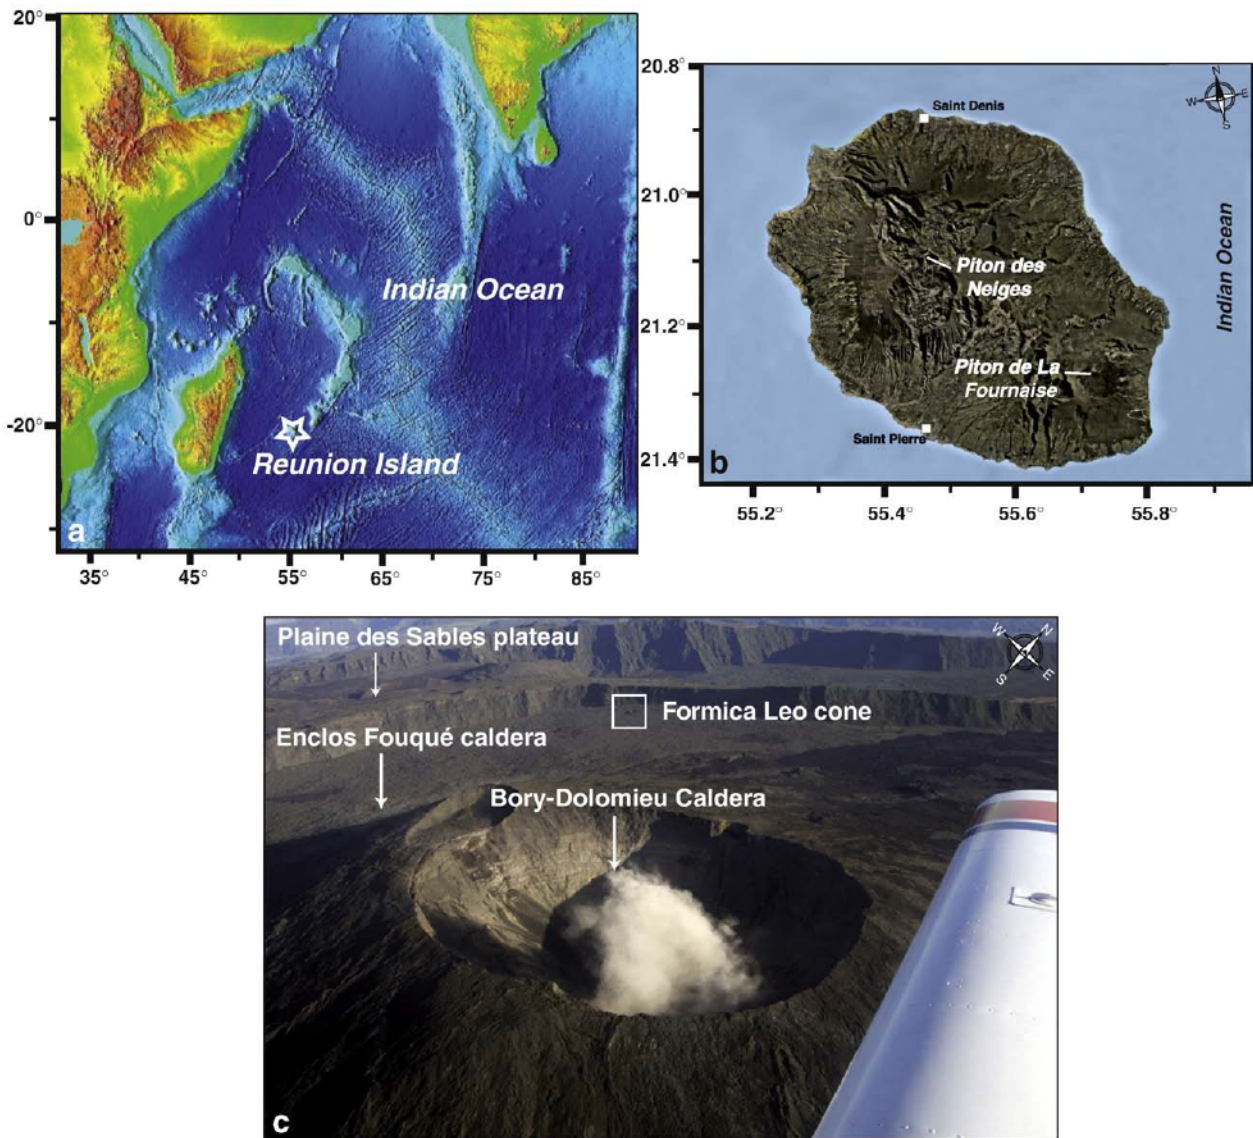 20°
0°
-20°
Indian Ocean
Reunion Island
a
35°
45°
55°
65°
75°
85°
20.8°
21.0°
21.2°
21.4°
N
W
E
S
Saint Denis
Piton des
Neiges
Piton de La
Fournaise
Saint Pierre
Indian Ocean
b
55.2°
55.4°
55.6°
55.8°
Plaine des Sables plateau
W
N
S
E
Formica Leo cone
Enclos Fouqué caldera
Bory-Dolomieu Caldera
c